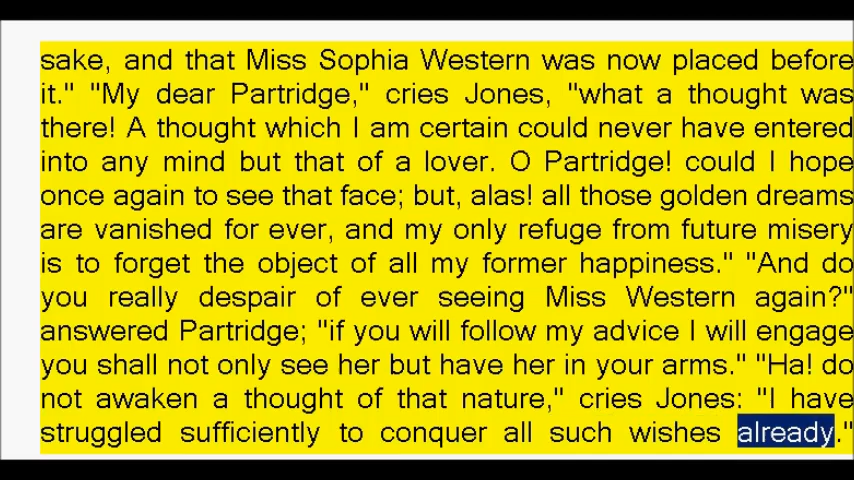 sake, and that Miss Sophia Western was now placed before
it." "My dear Partridge," cries Jones, "what a thought was
there! A thought which I am certain could never have entered
into any mind but that of a lover. O Partridge! could I hope
once again to see that face; but, alas! all those golden dreams
are vanished for ever, and my only refuge from future misery
is to forget the object of all my former happiness." "And do
you really despair of ever seeing Miss Western again?"
answered Partridge; "if you will follow my advice I will engage
you shall not only see her but have her in your arms." "Ha! do
not awaken a thought of that nature," cries Jones: "I have
struggled sufficiently to conquer all such wishes already."